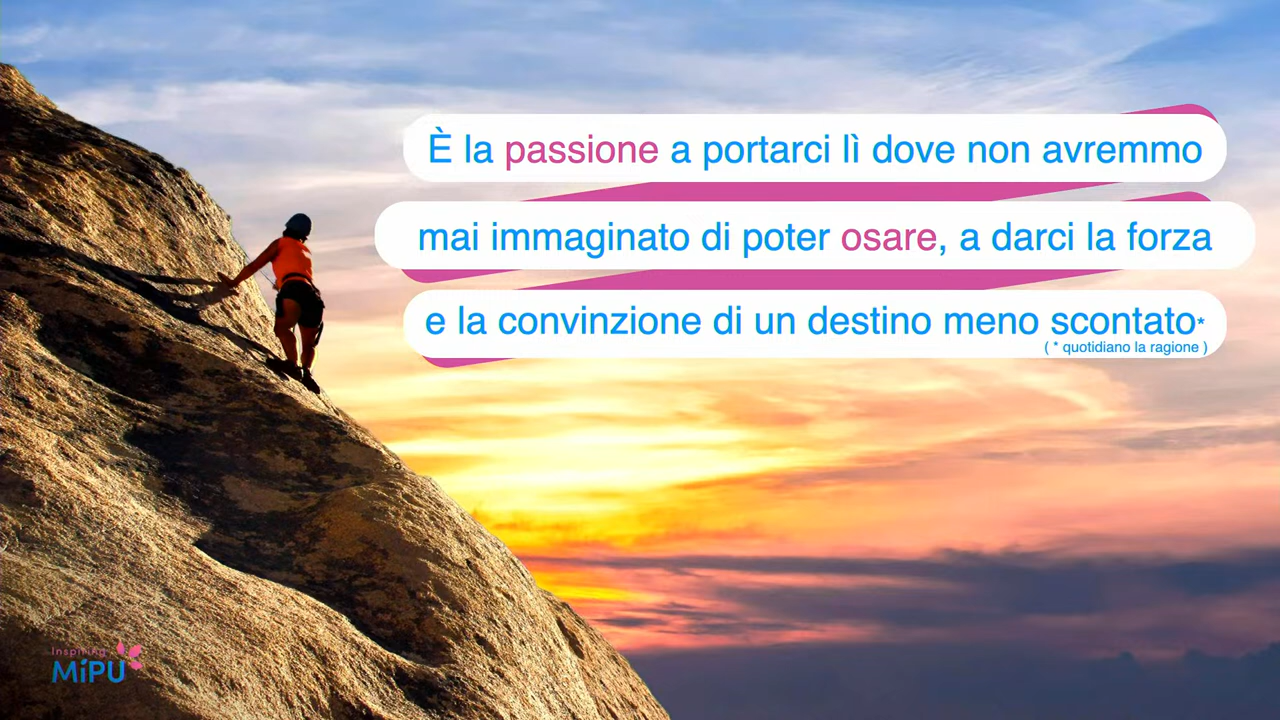 È la passione a portarci lì dove non avremmo
mai immaginato di poter osare, a darci la forza
e la convinzione di un destino meno scontato*
( * quotidiano la ragione )
Inspiring
MiPU